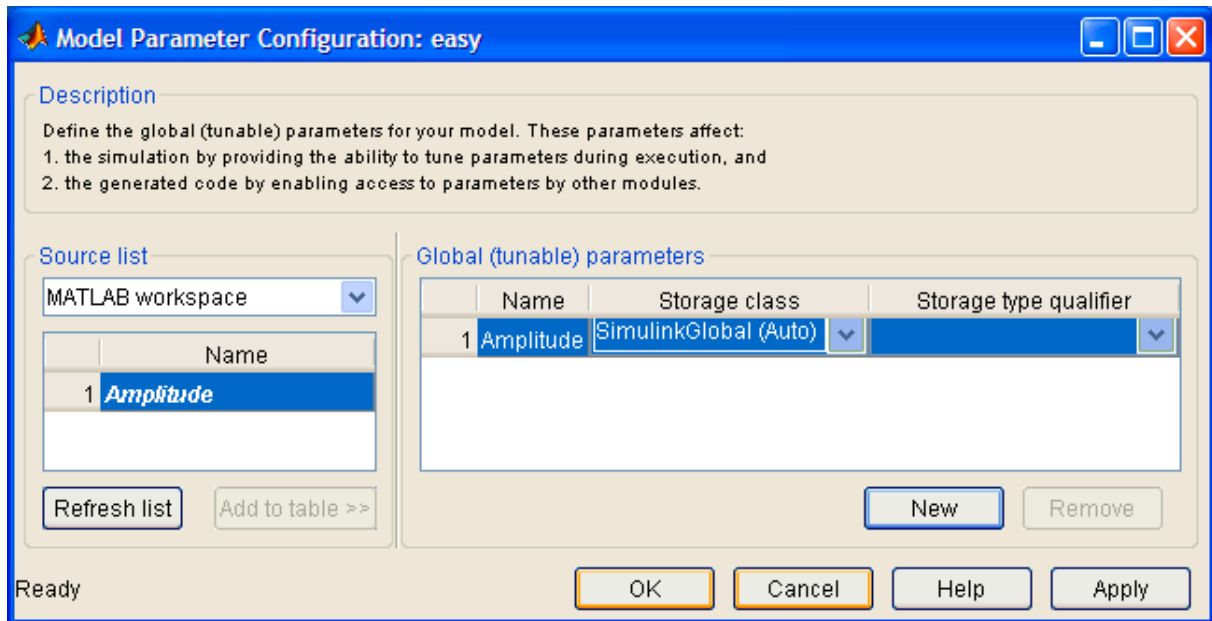 Model Parameter Configuration: easy
Description
Define the global (tunable) parameters for your model. These parameters affect:
1. the simulation by providing the ability to tune parameters during execution, and
2. the generated code by enabling access to parameters by other modules.
Source list
MATLAB workspace
Name
1 Amplitude
Refresh list Add to table >>
Global (tunable) parameters
Name Storage class Storage type qualifier
1 Amplitude SimulinkGlobal (Auto)
New Remove
Ready OK Cancel Help Apply